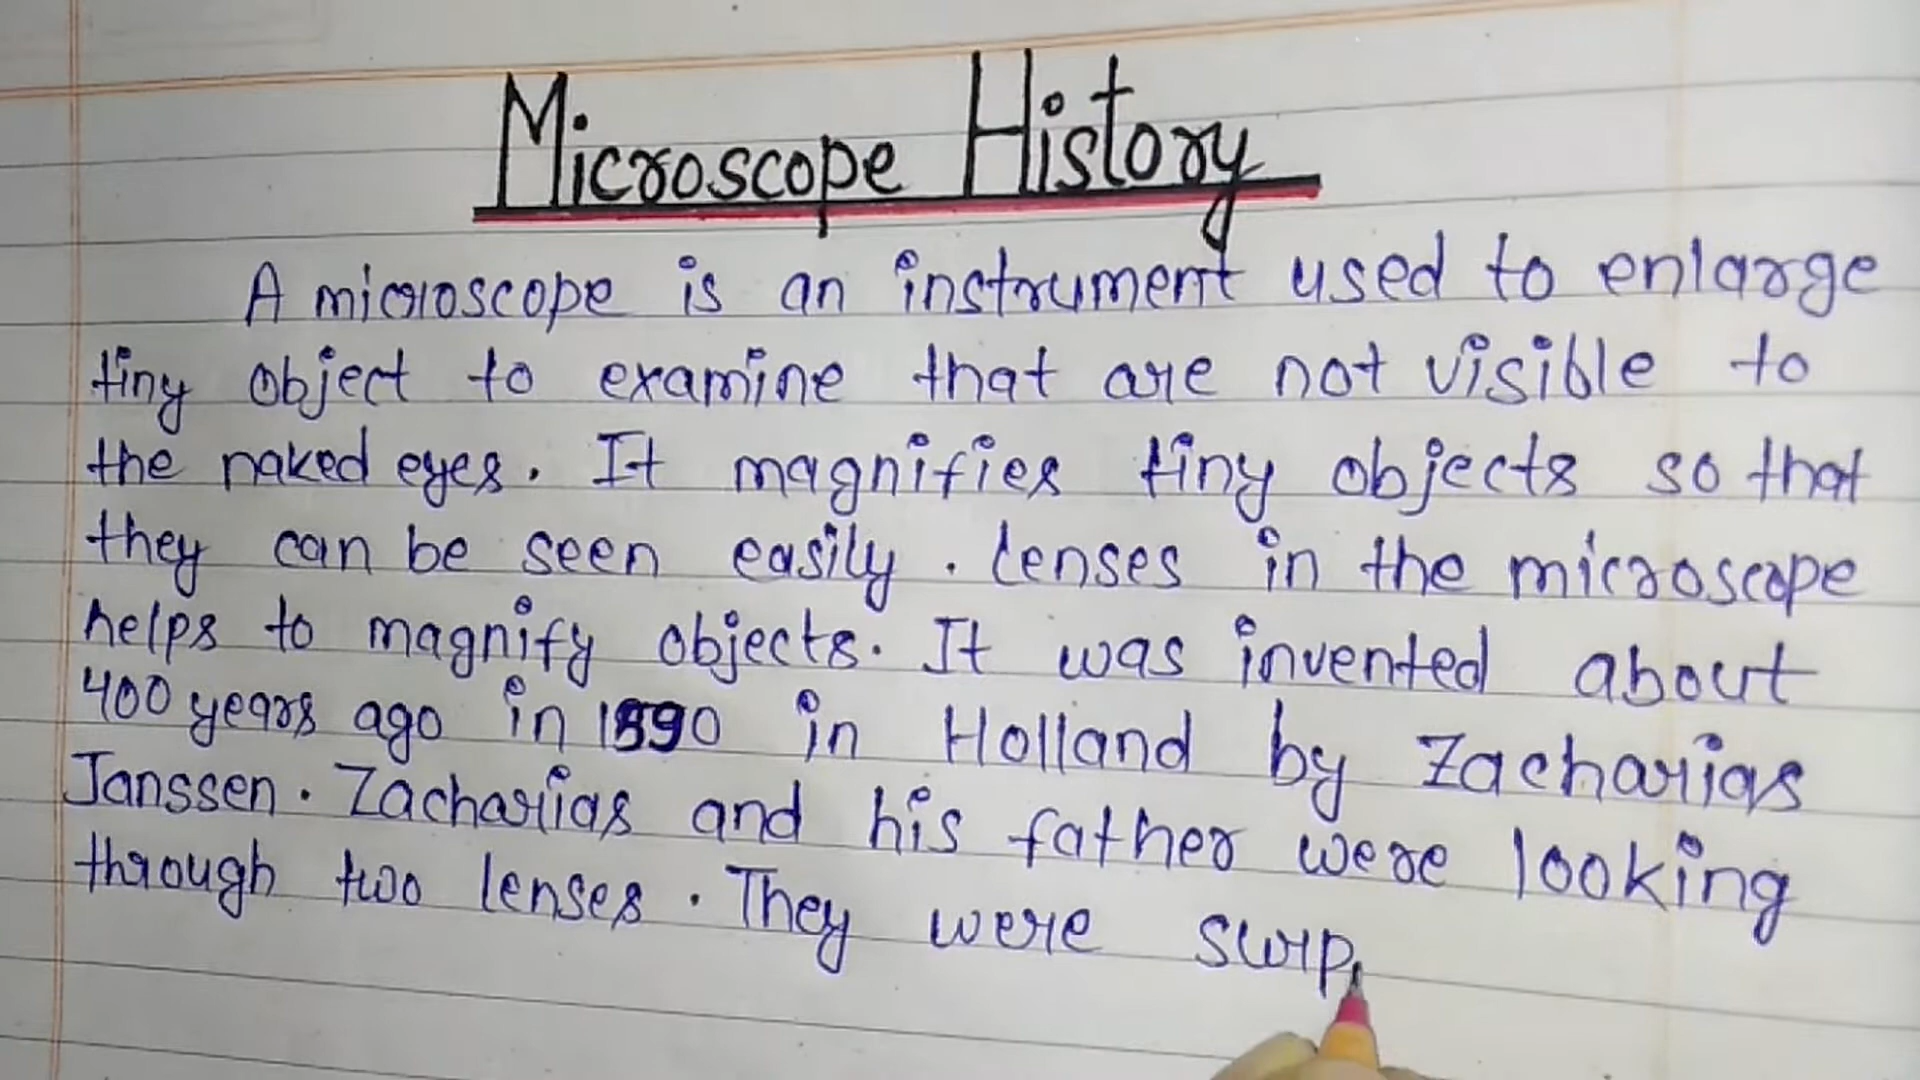 Microscope History
A microscope is an instrument used to enlarge
tiny object to examine that are not visible to
the naked eyes. It magnifies tiny objects so that
they can be seen easily. Lenses in the microscope
helps to magnify objects. It was invented about
400 years ago in 1590 in Holland by Zacharias
Janssen. Zacharias and his father were looking
through two lenses. They were surp